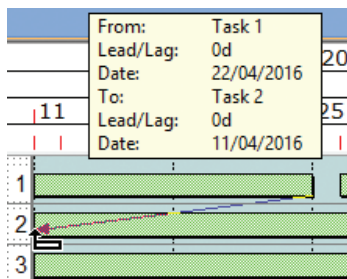 From: Task 1
Lead/Lag: 0d
Date: 22/04/2016
To: Task 2
Lead/Lag: 0d
Date: 11/04/2016
20
11
25
1
2
3